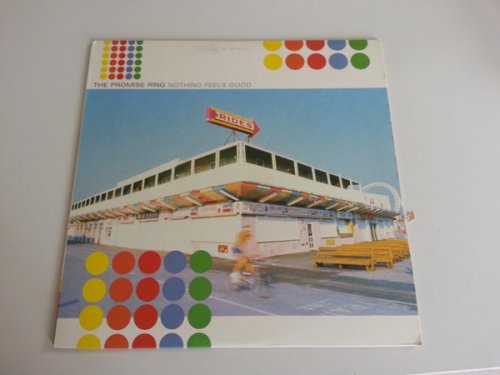 THE PROMISE RING NOTHING FEELS GOOD
RIDES